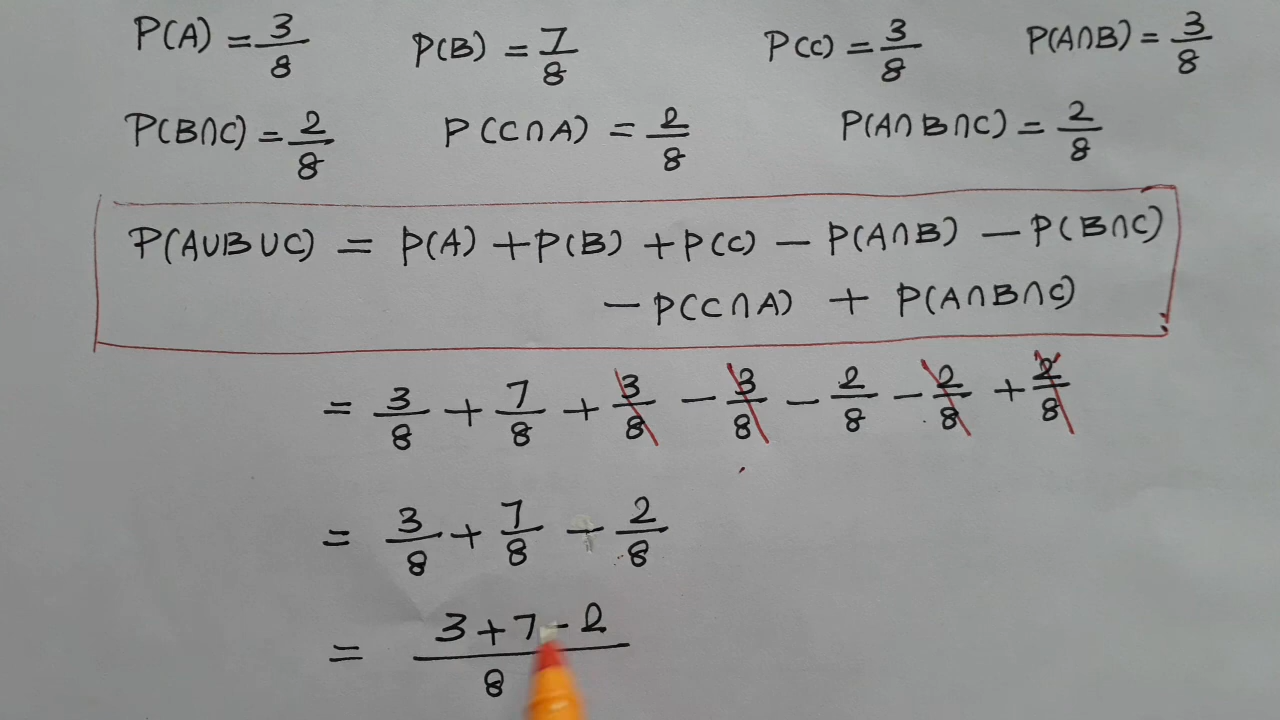 P(A) = 3/8 P(B) = 7/8 P(C) = 3/8 P(A∩B) = 3/8
P(B∩C) = 2/8 P(C∩A) = 2/8 P(A∩B∩C) = 2/8
P(A∪B∪C) = P(A) + P(B) + P(C) − P(A∩B) − P(B∩C)
− P(C∩A) + P(A∩B∩C)
= 3/8 + 7/8 + 3/8 − 3/8 − 2/8 − 2/8 + 2/8
= 3/8 + 7/8 − 2/8
= (3+7−2)/8